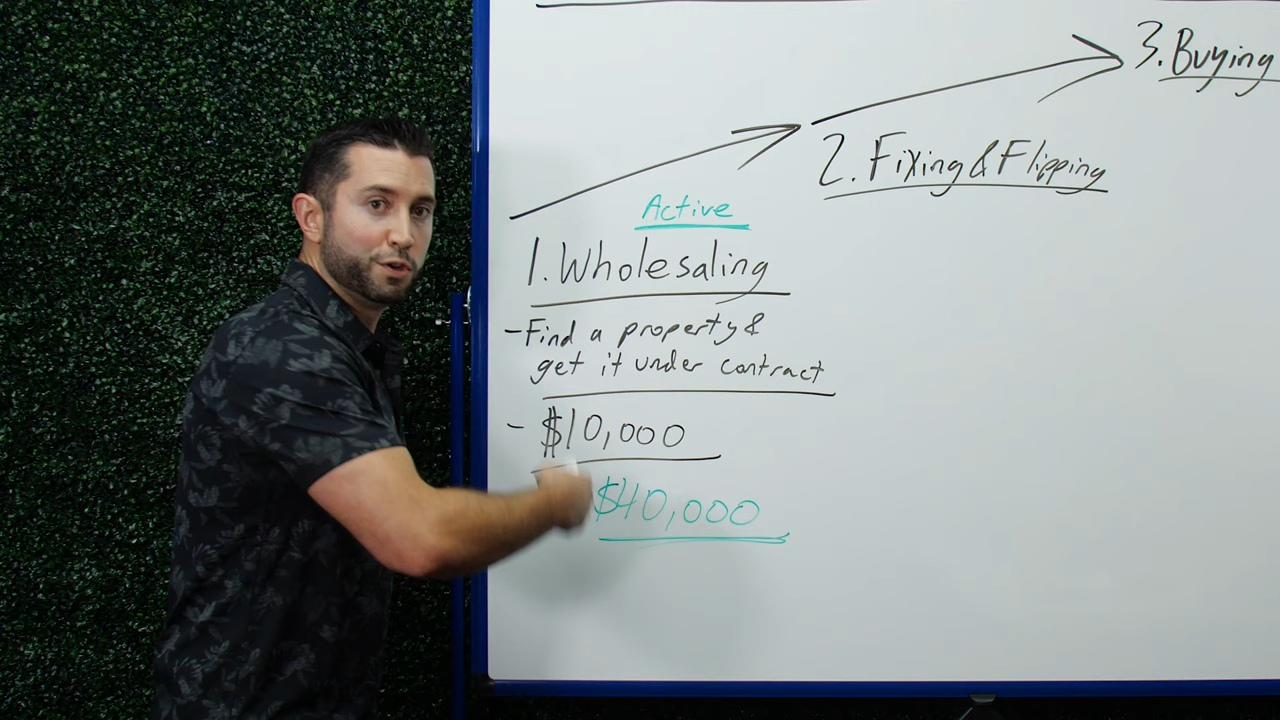 3. Buying
2. Fixing & Flipping
Active
1. Wholesaling
- Find a property &
get it under contract
- $10,000
$40,000